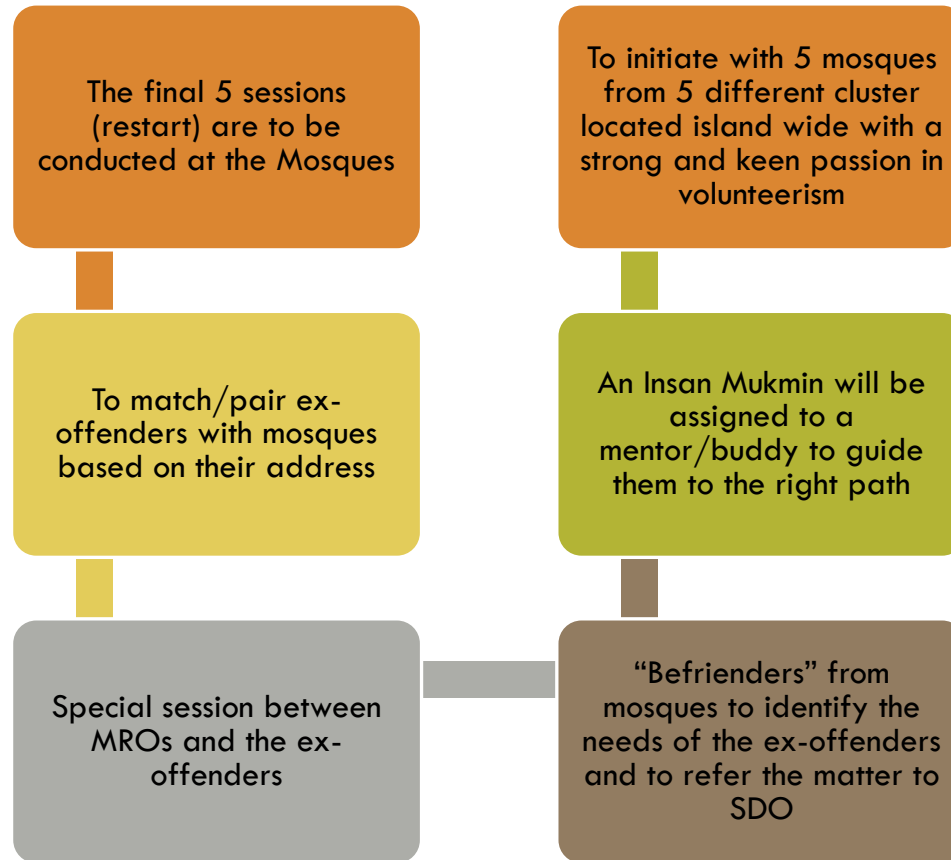 The final 5 sessions
(restart) are to be
conducted at the Mosques
To match/pair ex-
offenders with mosques
based on their address
Special session between
MROs and the ex-
offenders
“Befrienders” from
mosques to identify the
needs of the ex-offenders
and to refer the matter to
SDO
An Insan Mukmin will be
assigned to a
mentor/buddy to guide
them to the right path
To initiate with 5 mosques
from 5 different cluster
located island wide with a
strong and keen passion in
volunteerism